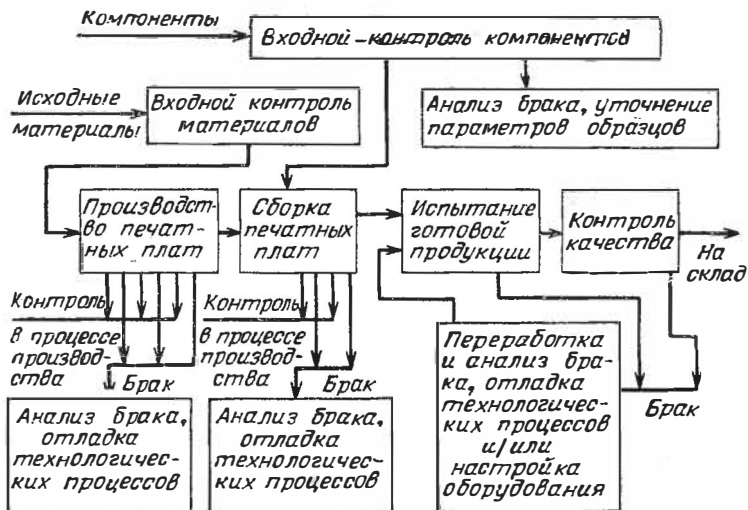 Компоненты
Входной контроль компонентов
Исходные
материалы
Входной контроль
материалов
Анализ брака, уточнение
параметров образцов
Производст-
во печат-
ных плат
Сборка
печатных
плат
Испытание
готовой
продукции
Контроль
качества
На
склад
Контроль
в процессе
производ-
ства
Брак
Контроль
в процессе
производ-
ства
Брак
Переработка
и анализ бра-
ка, отладка
технологичес-
ких процессов
и/или
настройка
оборудования
Брак
Анализ брака,
отладка
технологичес-
ких процессов
Анализ брака,
отладка
технологичес-
ких процессов